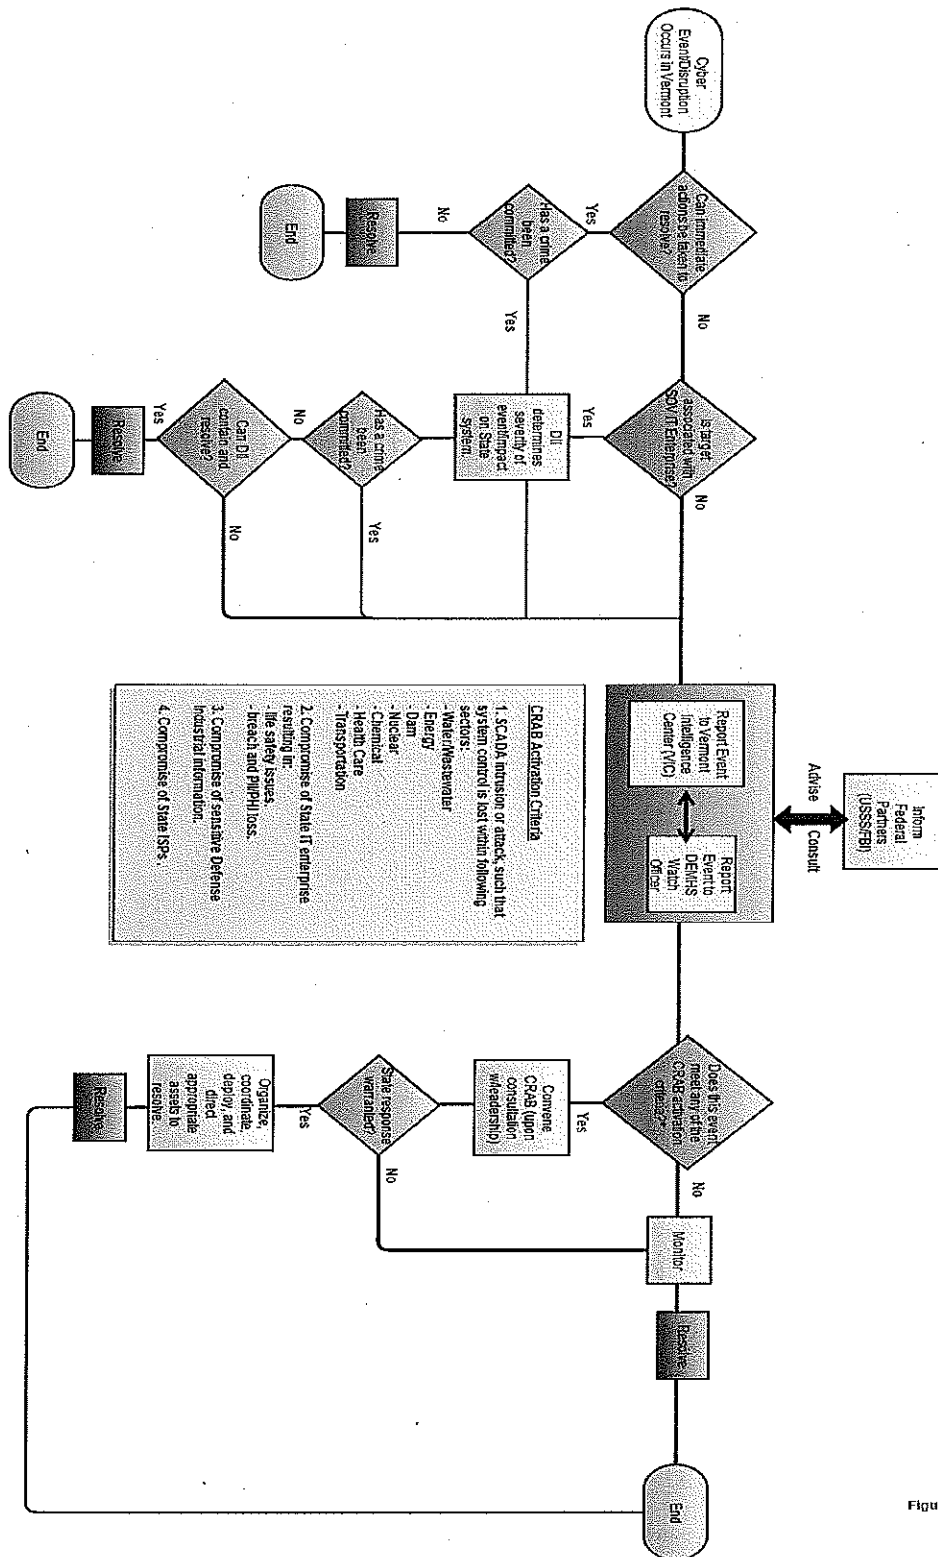 Cyber
Event/Disruption
Occurs in Vermont
Can immediate
actions be taken to
resolve?
Yes
No
Has a crime
been
committed?
No
Yes
Resolve
End
Is target
associated with
SOV IT Enterprise?
Yes
No
DII
determines
severity of
event/impact
on State
system.
Has a crime
been
committed?
No
Yes
Can DII
contain and
resolve?
Yes
No
Resolve
End
Inform
Federal
Partners
(USSS/FBI)
Advise
Consult
Report Event
to Vermont
Intelligence
Center (VIC)
Report
Event to
DEMHS
Watch
Officer
CRAB Activation Criteria
1. SCADA intrusion or attack, such that
system control is lost within following
sectors:
- Water/Wastewater
- Energy
- Dam
- Nuclear
- Chemical
- Health Care
- Transportation
2. Compromise of State IT enterprise
resulting in:
- life safety issues.
- breach and PII/PHI loss.
3. Compromise of sensitive Defense
Industrial information.
4. Compromise of State ISPs.
Does this event
meet any of the
CRAB activation
criteria?*
Yes
No
Convene
CRAB (upon
consultation
w/leadership)
State response
warranted?
Yes
No
Organize,
coordinate,
deploy, and
direct
appropriate
assets to
resolve.
Resolve
Monitor
Resolve
End
Figu